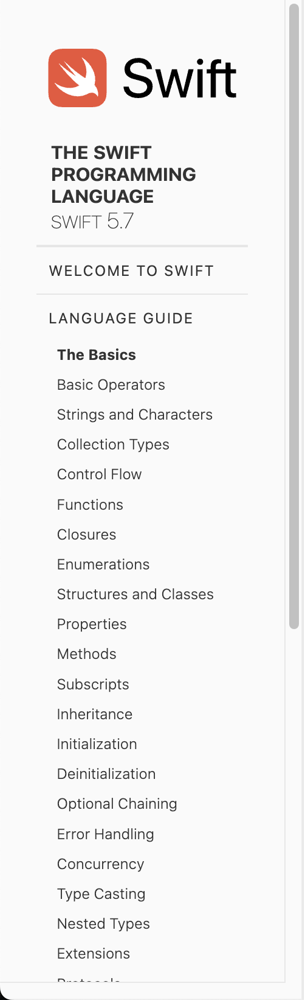 Swift
THE SWIFT
PROGRAMMING
LANGUAGE
SWIFT 5.7
WELCOME TO SWIFT
LANGUAGE GUIDE
The Basics
Basic Operators
Strings and Characters
Collection Types
Control Flow
Functions
Closures
Enumerations
Structures and Classes
Properties
Methods
Subscripts
Inheritance
Initialization
Deinitialization
Optional Chaining
Error Handling
Concurrency
Type Casting
Nested Types
Extensions
Protocols